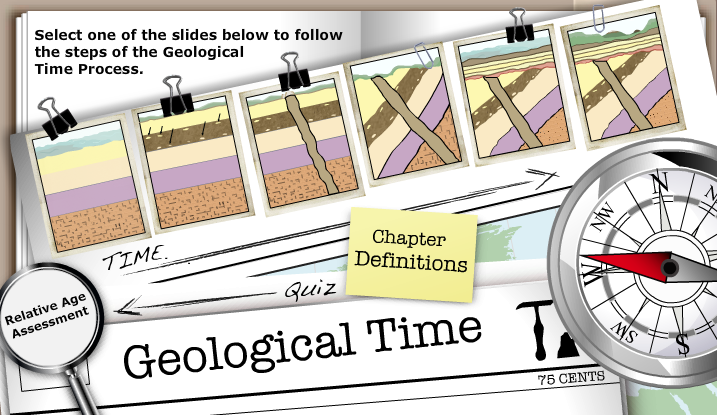 Select one of the slides below to follow
the steps of the Geological
Time Process.
TIME.
Chapter
Definitions
QUIZ
Relative Age
Assessment
Geological Time
75 CENTS
N
NW
W
SW
S